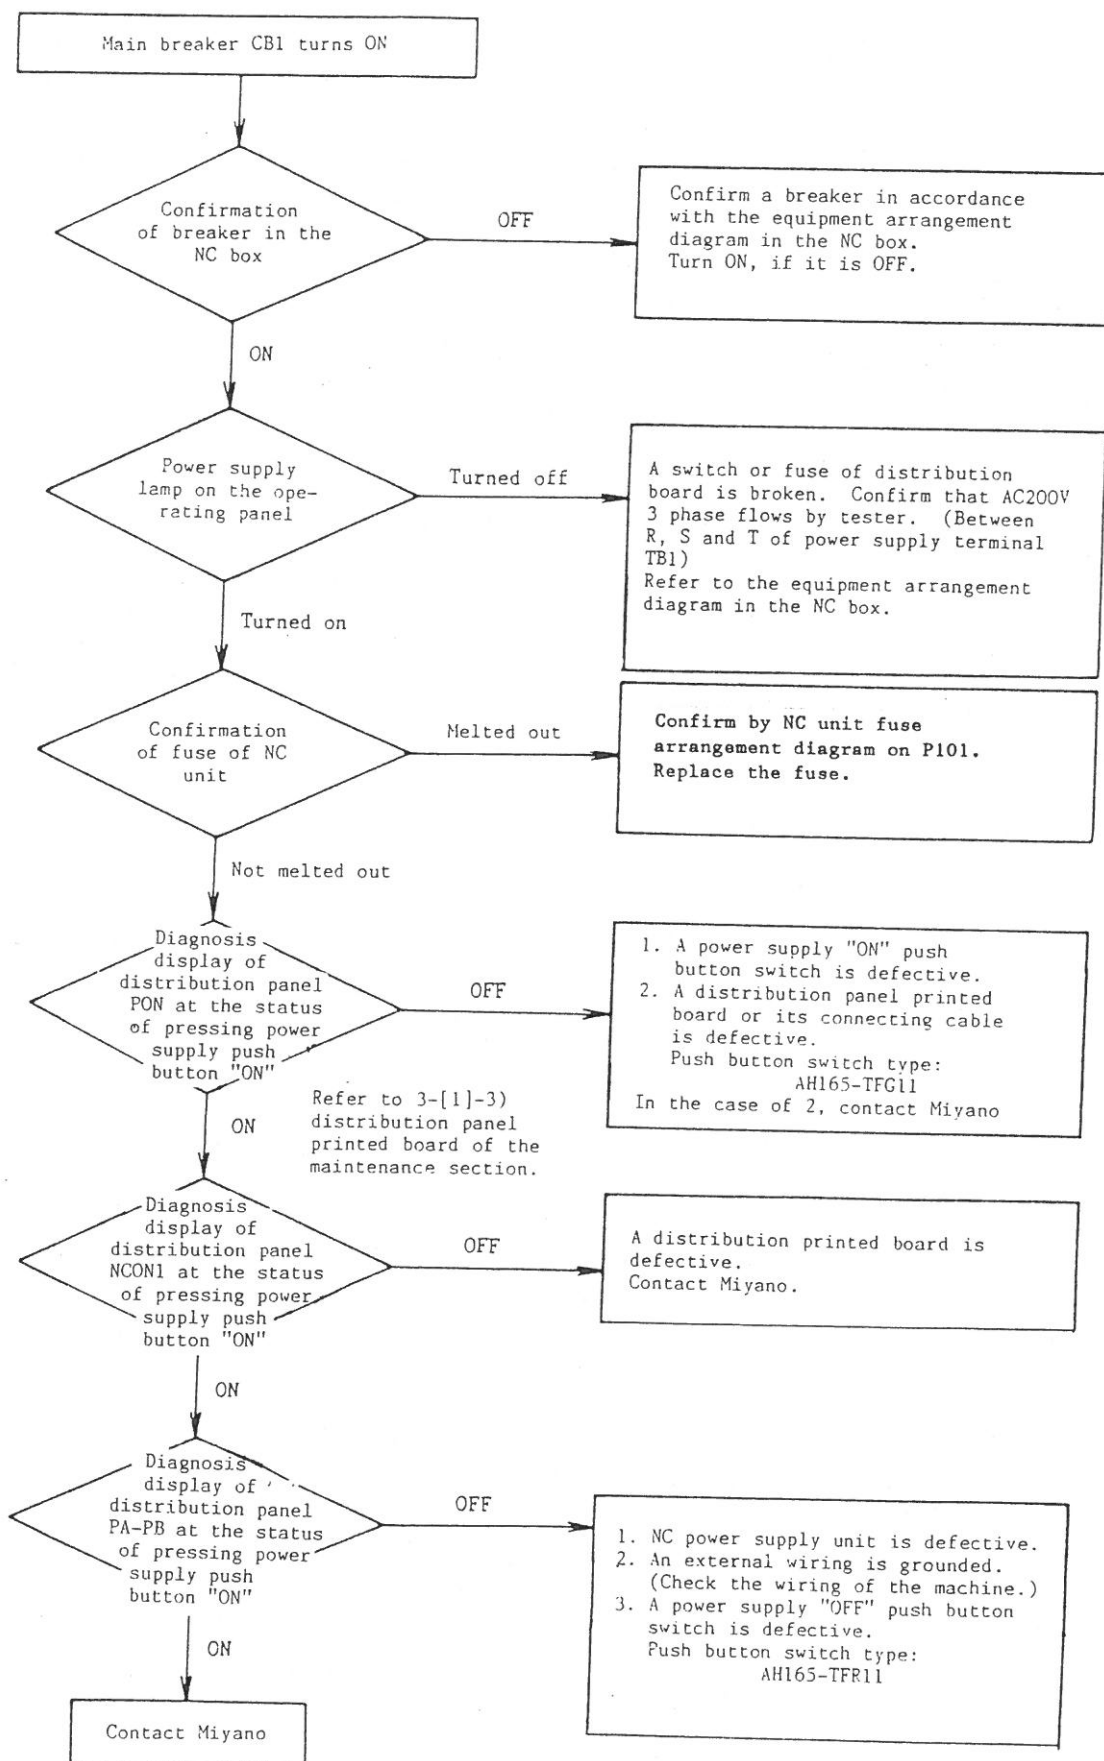 Main breaker CB1 turns ON
Confirmation
of breaker in the
NC box
OFF
Confirm a breaker in accordance
with the equipment arrangement
diagram in the NC box.
Turn ON, if it is OFF.
ON
Power supply
lamp on the ope-
rating panel
Turned off
A switch or fuse of distribution
board is broken. Confirm that AC200V
3 phase flows by tester. (Between
R, S and T of power supply terminal
TB1)
Refer to the equipment arrangement
diagram in the NC box.
Turned on
Confirmation
of fuse of NC
unit
Melted out
Confirm by NC unit fuse
arrangement diagram on P101.
Replace the fuse.
Not melted out
Diagnosis
display of
distribution panel
PON at the status
of pressing power
supply push
button "ON"
OFF
1. A power supply "ON" push
button switch is defective.
2. A distribution panel printed
board or its connecting cable
is defective.
Push button switch type:
AH165-TFG11
In the case of 2, contact Miyano
ON
Refer to 3-[1]-3)
distribution panel
printed board of the
maintenance section.
Diagnosis
display of
distribution panel
NCON1 at the status
of pressing power
supply push
button "ON"
OFF
A distribution printed board is
defective.
Contact Miyano.
ON
Diagnosis
display of
distribution panel
PA-PB at the status
of pressing power
supply push
button "ON"
OFF
1. NC power supply unit is defective.
2. An external wiring is grounded.
(Check the wiring of the machine.)
3. A power supply "OFF" push button
switch is defective.
Push button switch type:
AH165-TFR11
ON
Contact Miyano